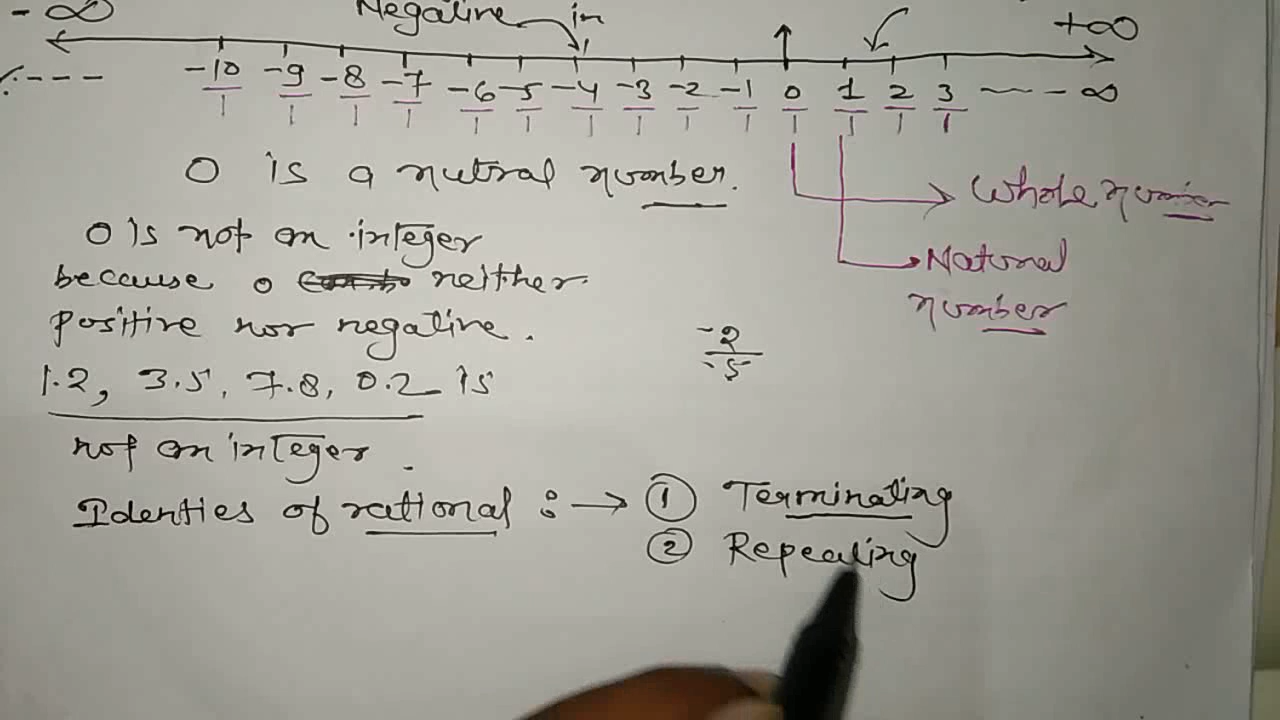 - ∞ Negative in +∞
---- -10/1 -9/1 -8/1 -7/1 -6/1 -5/1 -4/1 -3/1 -2/1 -1/1 0/1 1/1 2/1 3/1 ---- ∞
0 is a nutral number.
Whole number
0 is not an integer
because 0 neither
positive nor negative.
Natural
number
-2/-5
1.2, 3.5, 7.8, 0.2 is
not an integer.
Identies of rational :→ ① Terminating
② Repeating